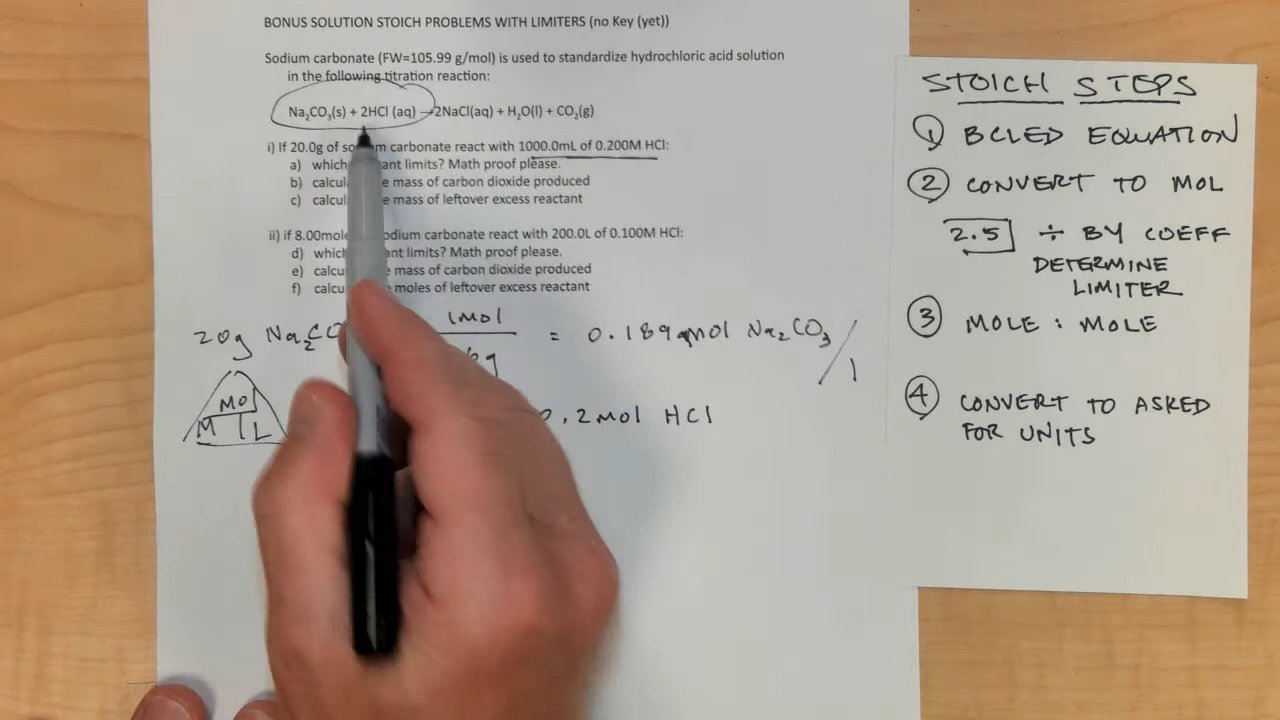 BONUS SOLUTION STOICH PROBLEMS WITH LIMITERS (no Key (yet))
Sodium carbonate (FW=105.99 g/mol) is used to standardize hydrochloric acid solution
in the following titration reaction:
Na₂CO₃(s) + 2HCl (aq) → 2NaCl(aq) + H₂O(l) + CO₂(g)
i) If 20.0g of so m carbonate react with 1000.0mL of 0.200M HCl:
a) which ant limits? Math proof please.
b) calcul e mass of carbon dioxide produced
c) calcul e mass of leftover excess reactant
ii) if 8.00mole odium carbonate react with 200.0L of 0.100M HCl:
d) which ant limits? Math proof please.
e) calcu mass of carbon dioxide produced
f) calcu moles of leftover excess reactant
20g Na₂CO 1mol = 0.189 mol Na₂CO₃ / 1
g
Mol
M L
.2mol HCl
STOICH STEPS
① BCLED EQUATION
② CONVERT TO MOL
2.5 ÷ BY COEFF
DETERMINE
LIMITER
③ MOLE : MOLE
④ CONVERT TO ASKED
FOR UNITS